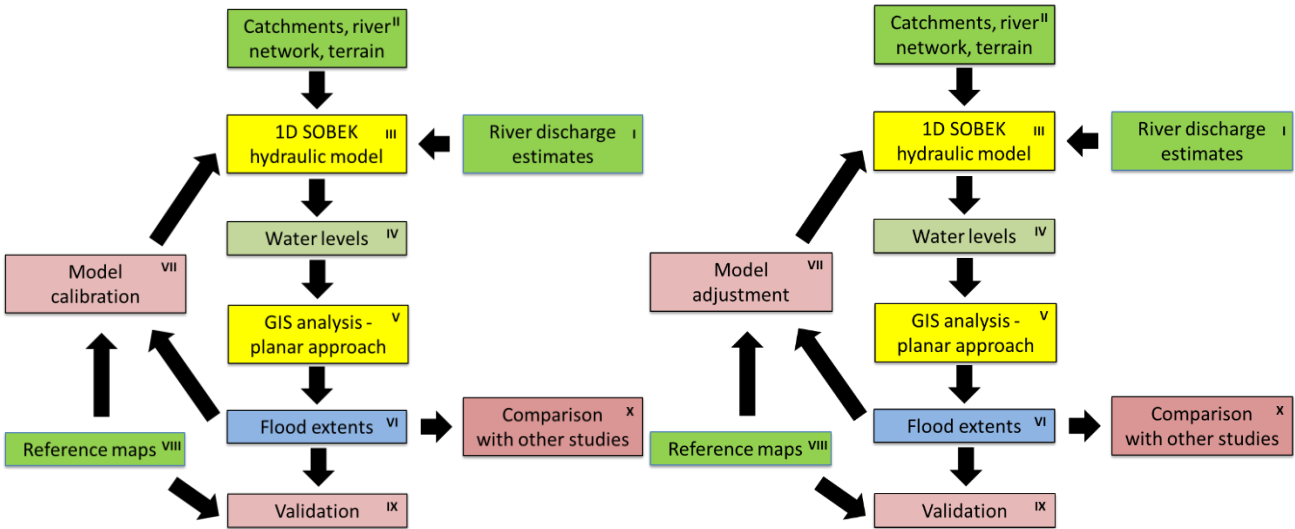 Catchments, river II
network, terrain
1D SOBEK III
hydraulic model
River discharge I
estimates
Water levels IV
Model VII
calibration
GIS analysis - V
planar approach
Flood extents VI
Comparison X
with other studies
Reference maps VIII
Validation IX
Catchments, river II
network, terrain
1D SOBEK III
hydraulic model
River discharge I
estimates
Water levels IV
Model VII
adjustment
GIS analysis - V
planar approach
Flood extents VI
Comparison X
with other studies
Reference maps VIII
Validation IX